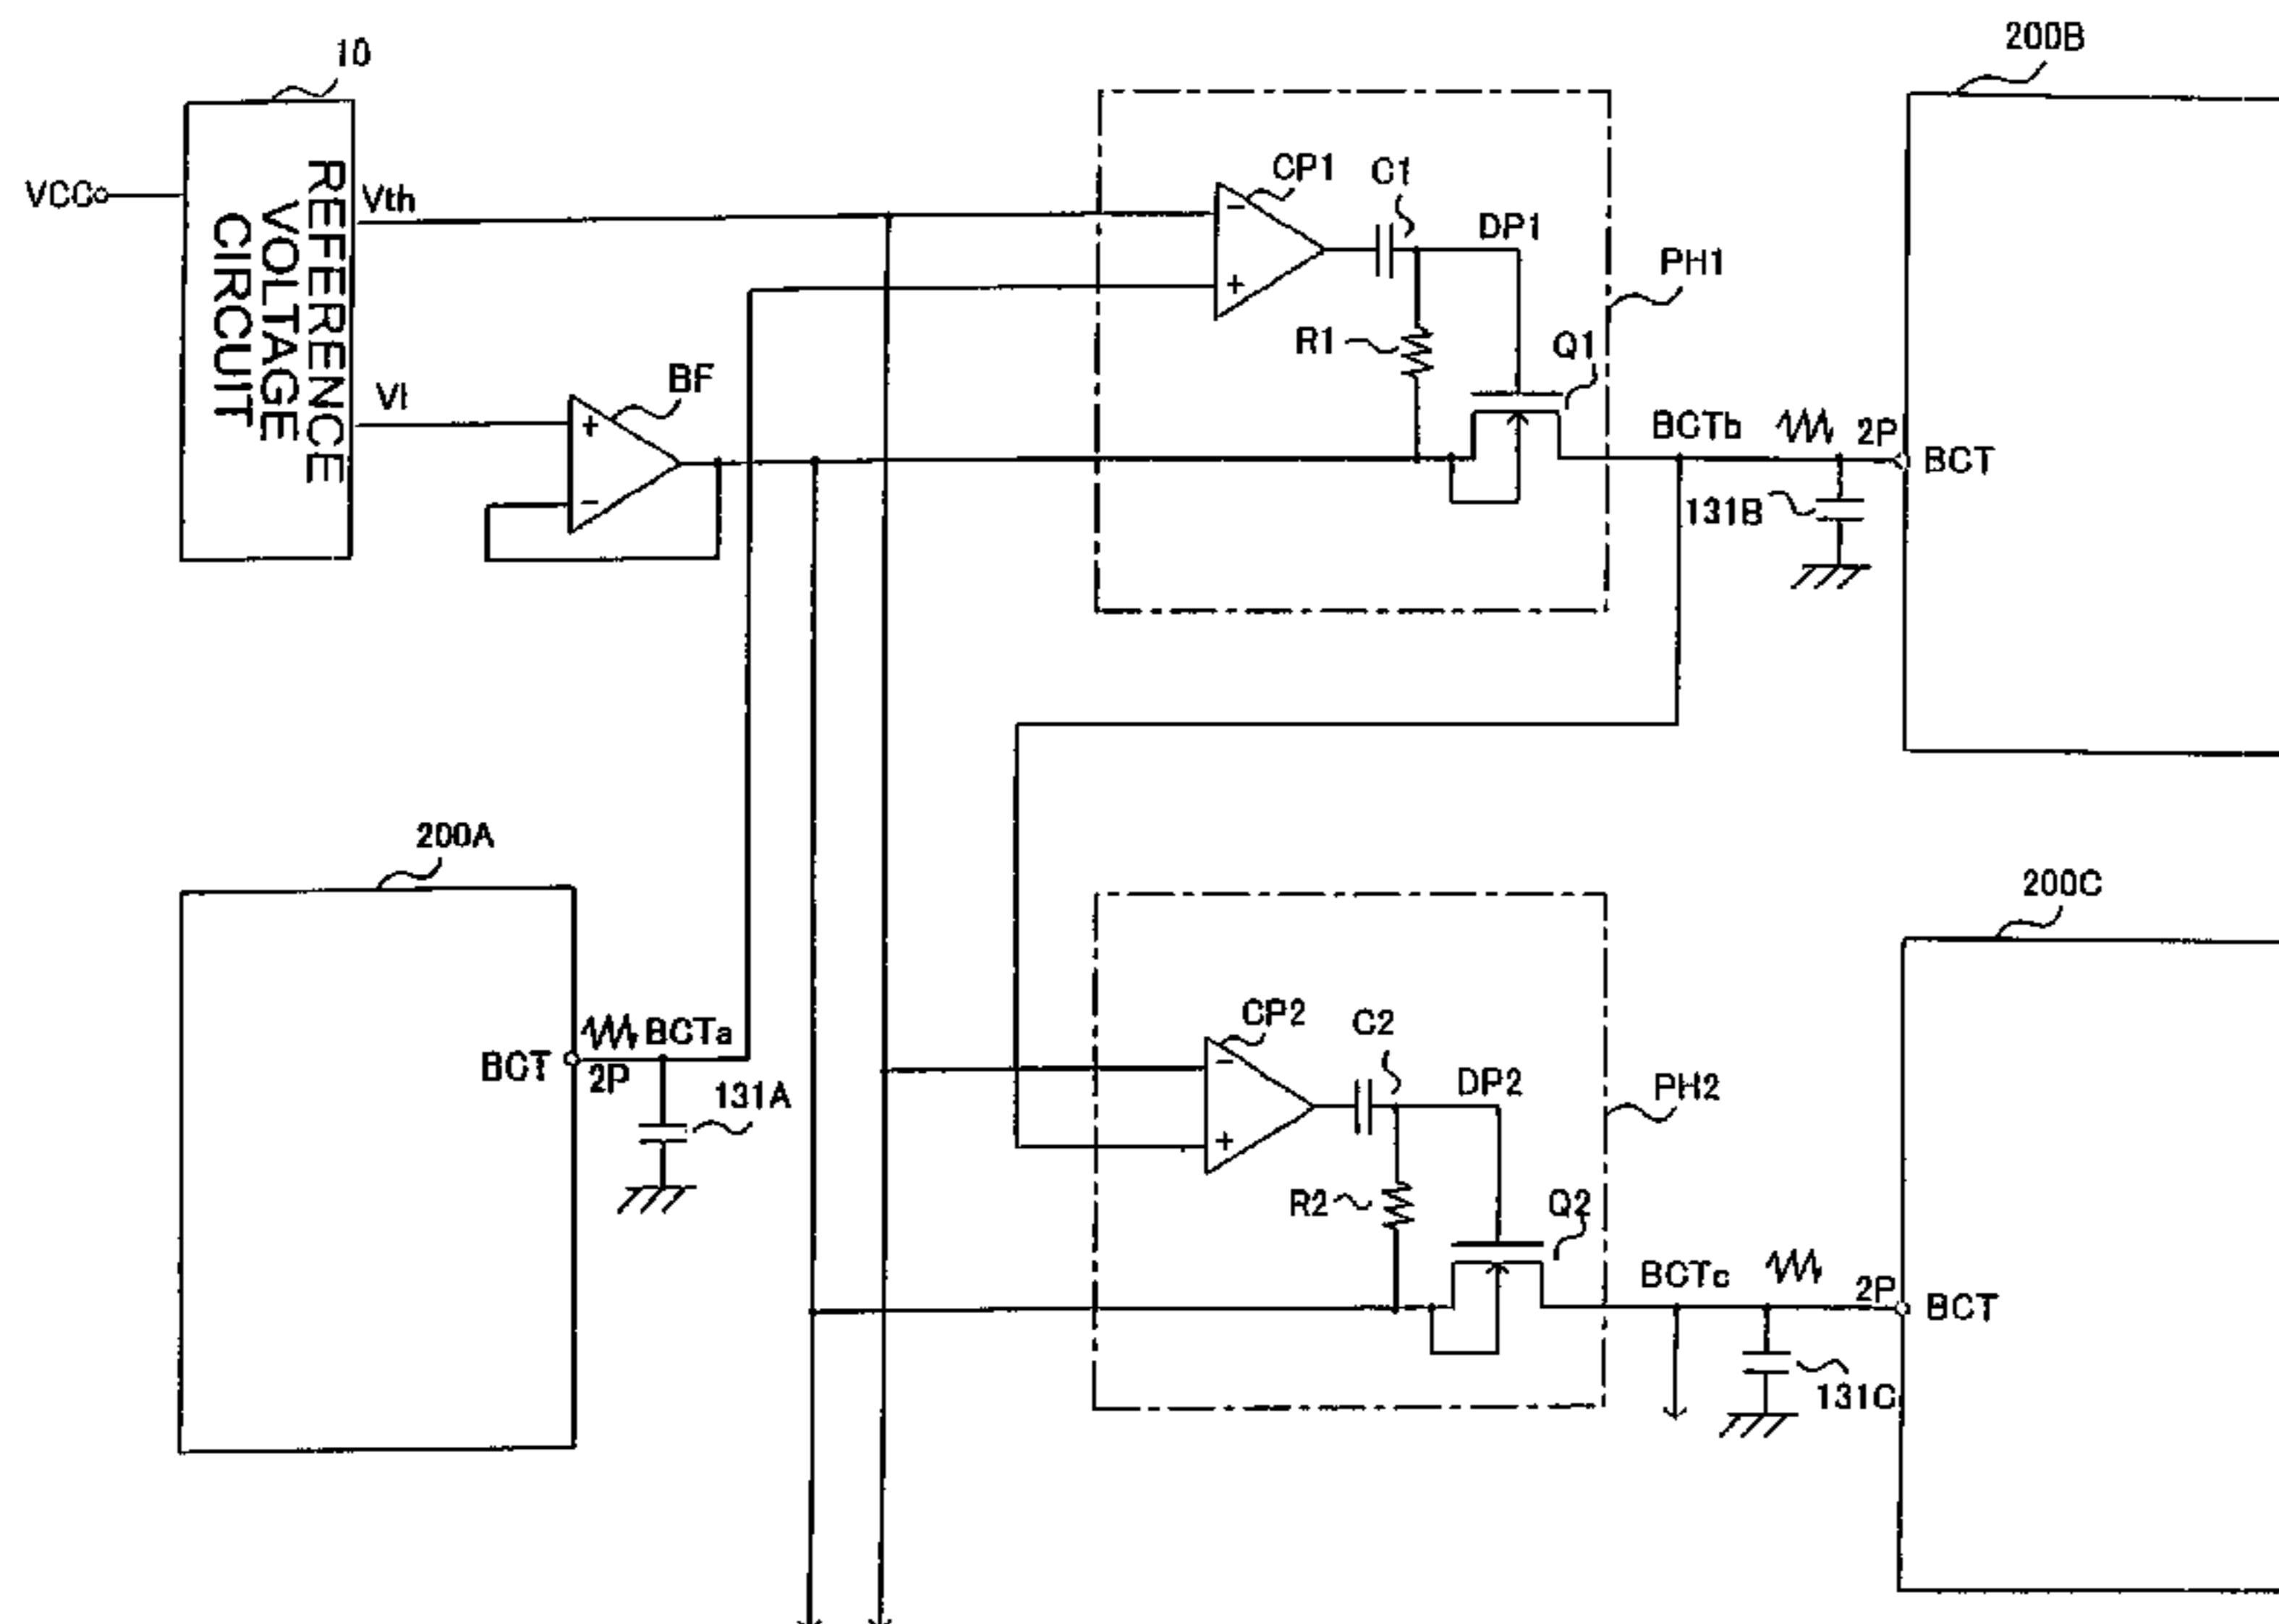 10
VCC
REFERENCE
VOLTAGE
CIRCUIT
Vth
Vl
BF
+
-
CP1
C1
DP1
-
+
R1
Q1
PH1
BCTb
2P
BCT
131B
200B
200A
BCT
BCTa
2P
131A
CP2
C2
DP2
-
+
R2
Q2
PH2
BCTc
2P
BCT
131C
200C